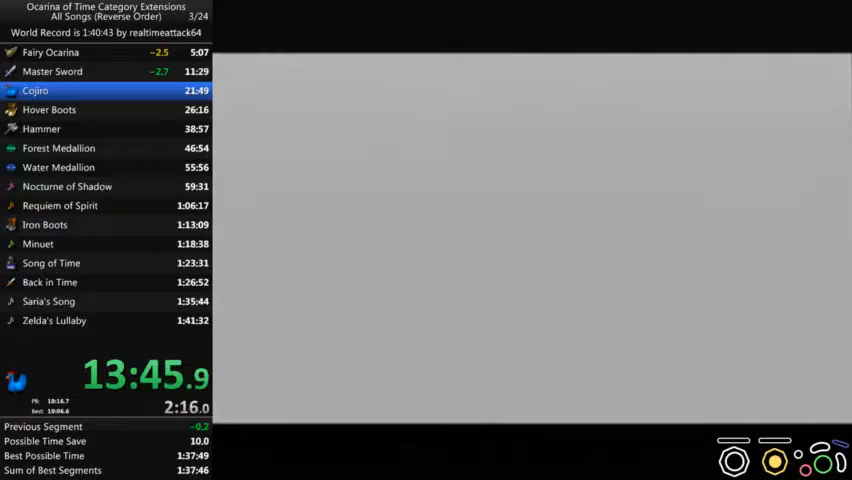 Ocarina of Time Category Extensions
All Songs (Reverse Order) 3/24
World Record is 1:40:43 by realtimeattack64
Fairy Ocarina −2.5 5:07
Master Sword −2.7 11:29
Cojiro 21:49
Hover Boots 26:16
Hammer 38:57
Forest Medallion 46:54
Water Medallion 55:56
Nocturne of Shadow 59:31
Requiem of Spirit 1:06:17
Iron Boots 1:13:09
Minuet 1:18:38
Song of Time 1:23:31
Back in Time 1:26:52
Saria's Song 1:35:44
Zelda's Lullaby 1:41:32
13:45.9
PB: 10:16.7
Best: 10:06.6
2:16.0
Previous Segment −0.2
Possible Time Save 10.0
Best Possible Time 1:37:49
Sum of Best Segments 1:37:46